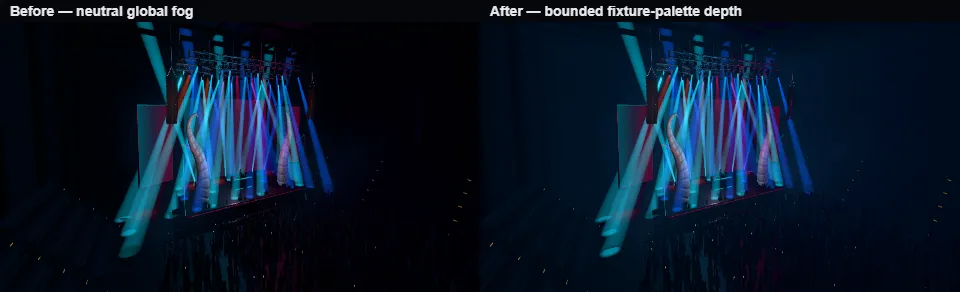 Before — neutral global fog
After — bounded fixture-palette depth